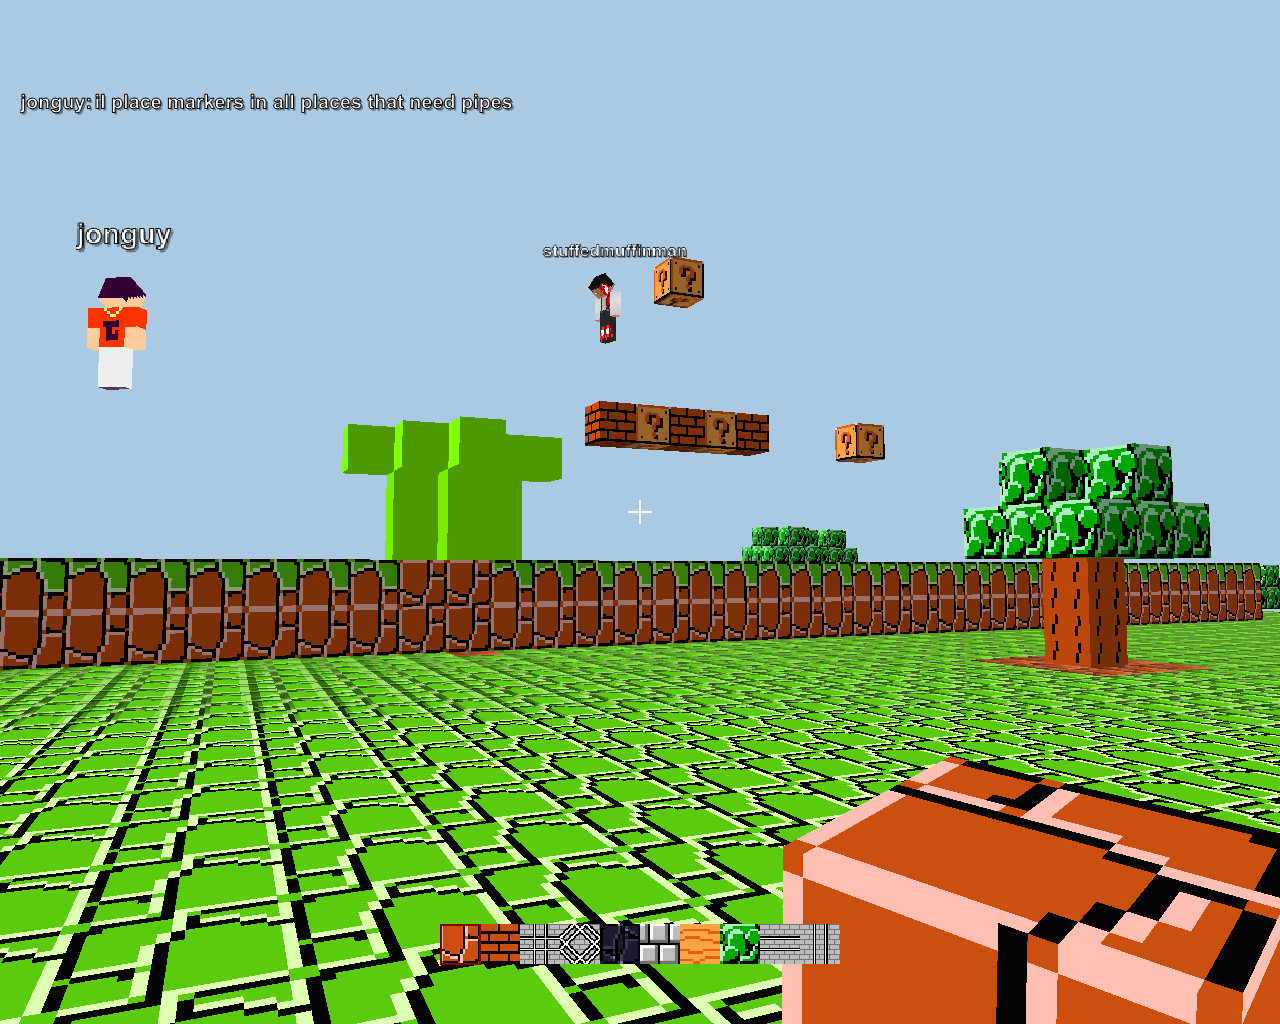 jonguy: il place markers in all places that need pipes
jonguy
stuffedmuffinman
? ?
? ?
? ?